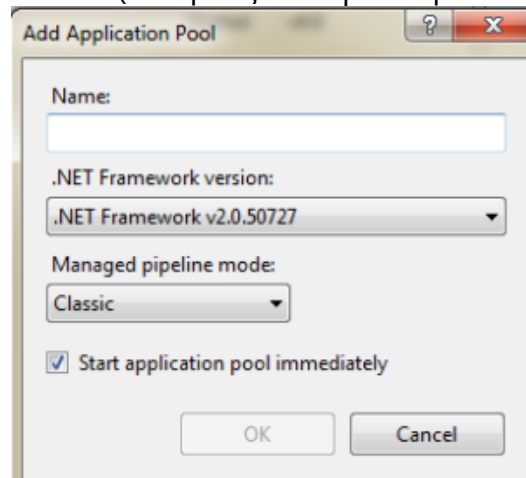 Add Application Pool
Name:
.NET Framework version:
.NET Framework v2.0.50727
Managed pipeline mode:
Classic
Start application pool immediately
OK
Cancel